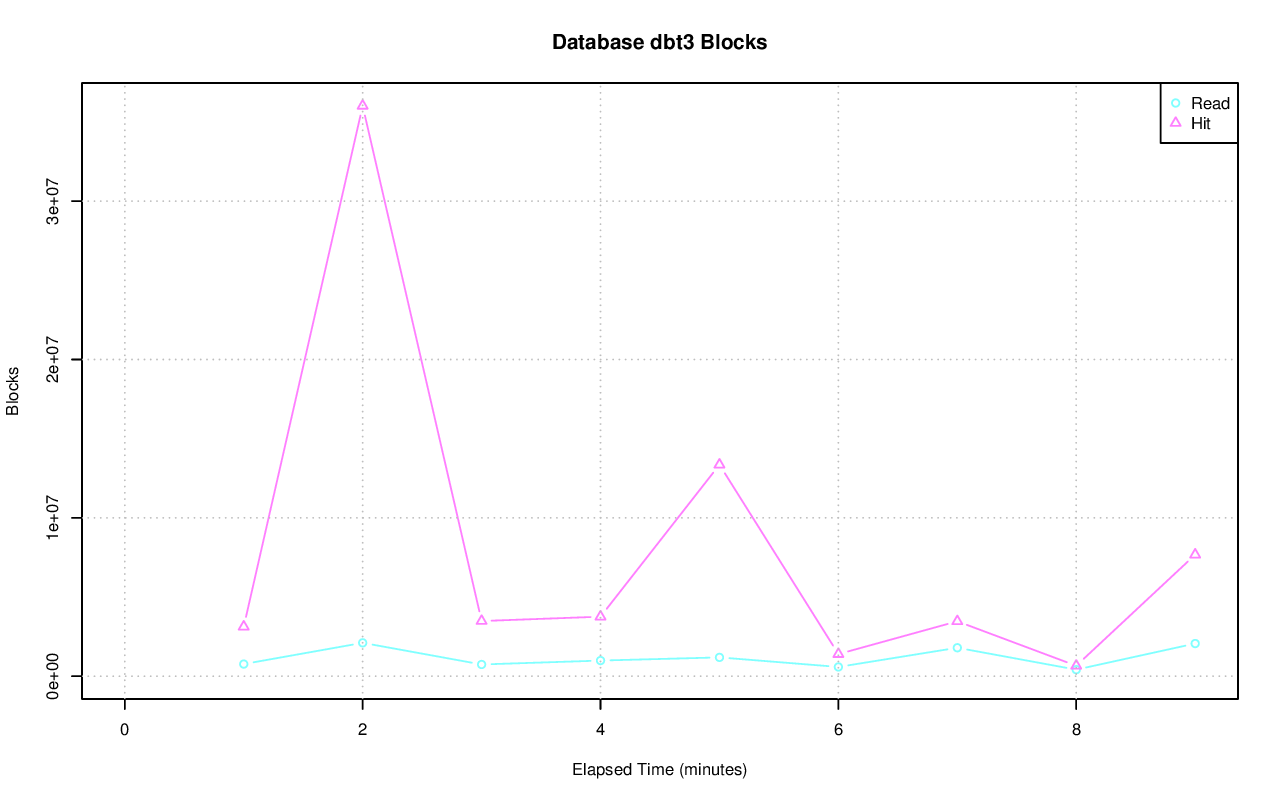 Database dbt3 Blocks
Read
Hit
Blocks
3e+07
2e+07
1e+07
0e+00
0 2 4 6 8
Elapsed Time (minutes)